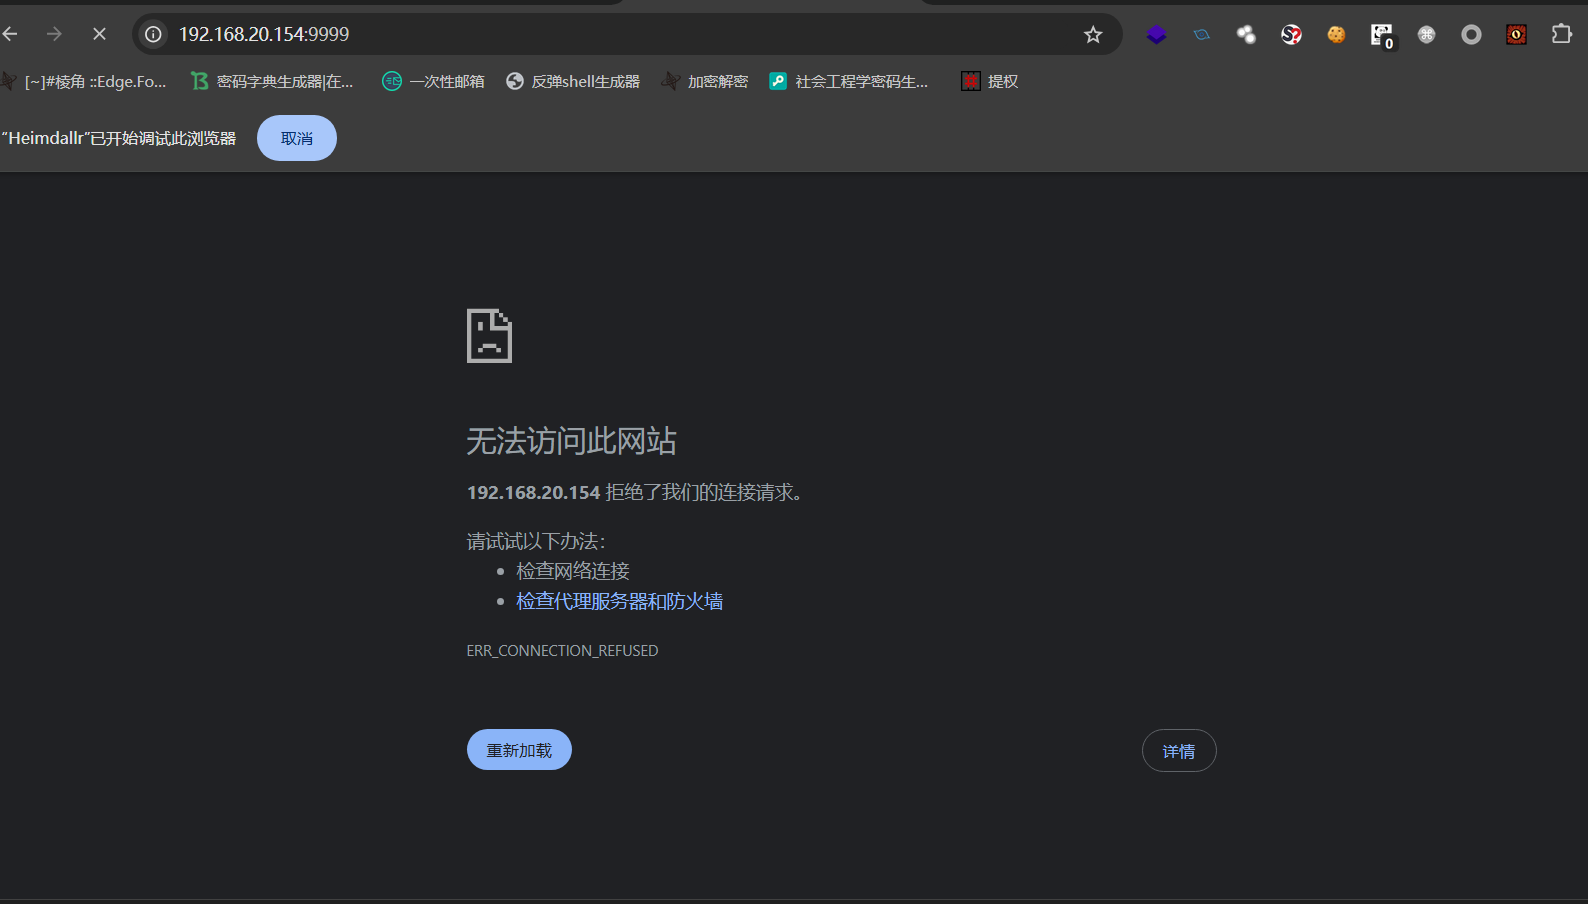 192.168.20.154:9999
0
[~]#棱角 ::Edge.Fo...
密码字典生成器|在...
一次性邮箱
反弹shell生成器
加密解密
社会工程学密码生...
提权
“Heimdallr”已开始调试此浏览器
取消
无法访问此网站
192.168.20.154 拒绝了我们的连接请求。
请试试以下办法：
检查网络连接
检查代理服务器和防火墙
ERR_CONNECTION_REFUSED
重新加载
详情